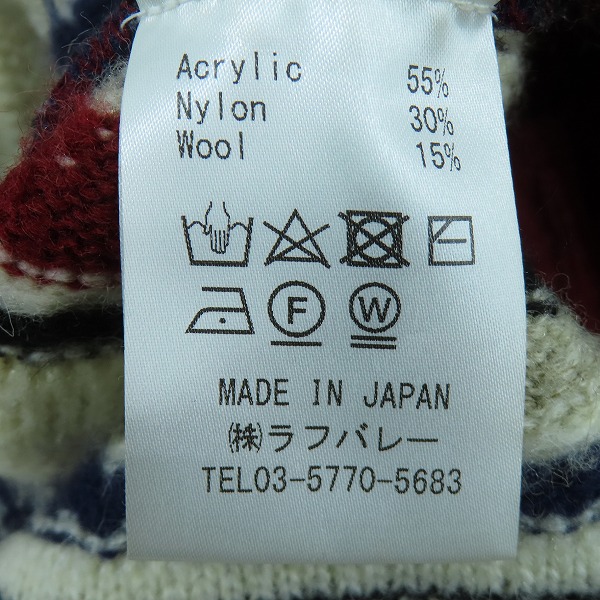 Acrylic 55%
Nylon 30%
Wool 15%
F W
MADE IN JAPAN
㈱ラフバレー
TEL03-5770-5683